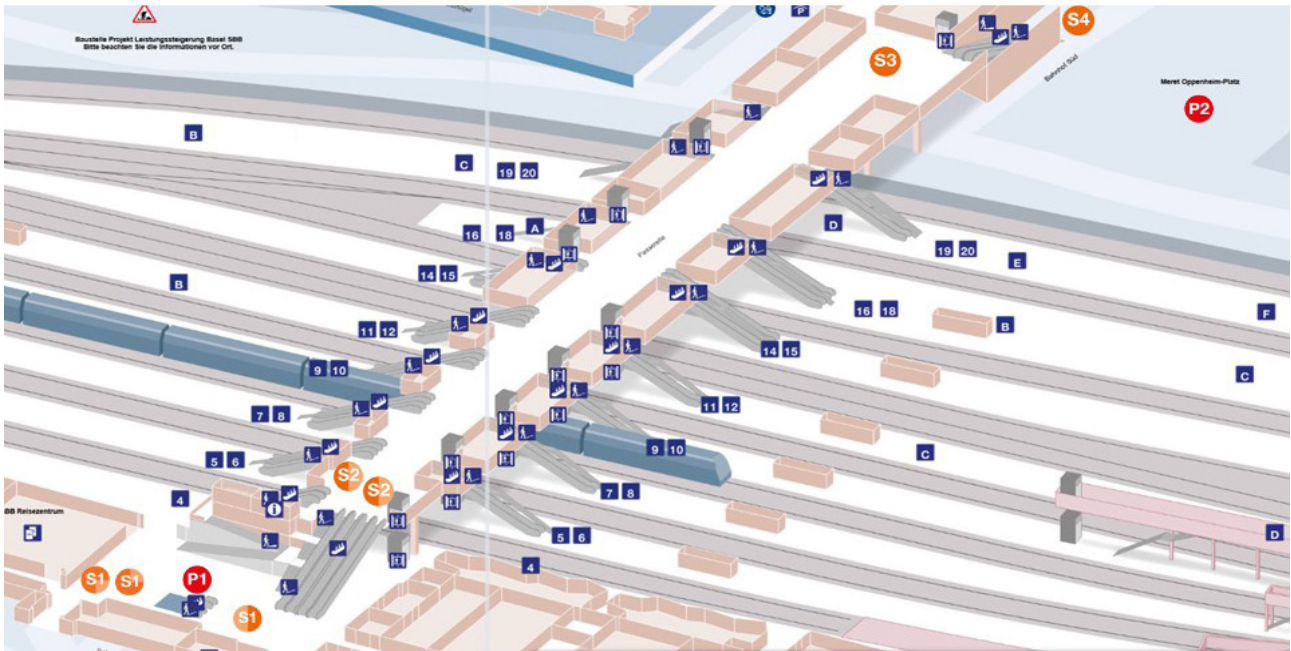 S4
Baustelle Projekt Leistungssteigerung Basel SBB
Bitte beachten Sie die Informationen vor Ort.
P
S3
Bahnhof Süd
Meret Oppenheim-Platz
P2
B
C
19 20
16 18
A
D
Passerelle
19 20
E
14 15
B
F
16 18
B
11 12
14 15
C
9 10
11 12
7 8
9 10
C
5 6
S2
S2
7 8
4
i
BB Reisezentrum
5 6
D
4
S1
S1
P1
S1